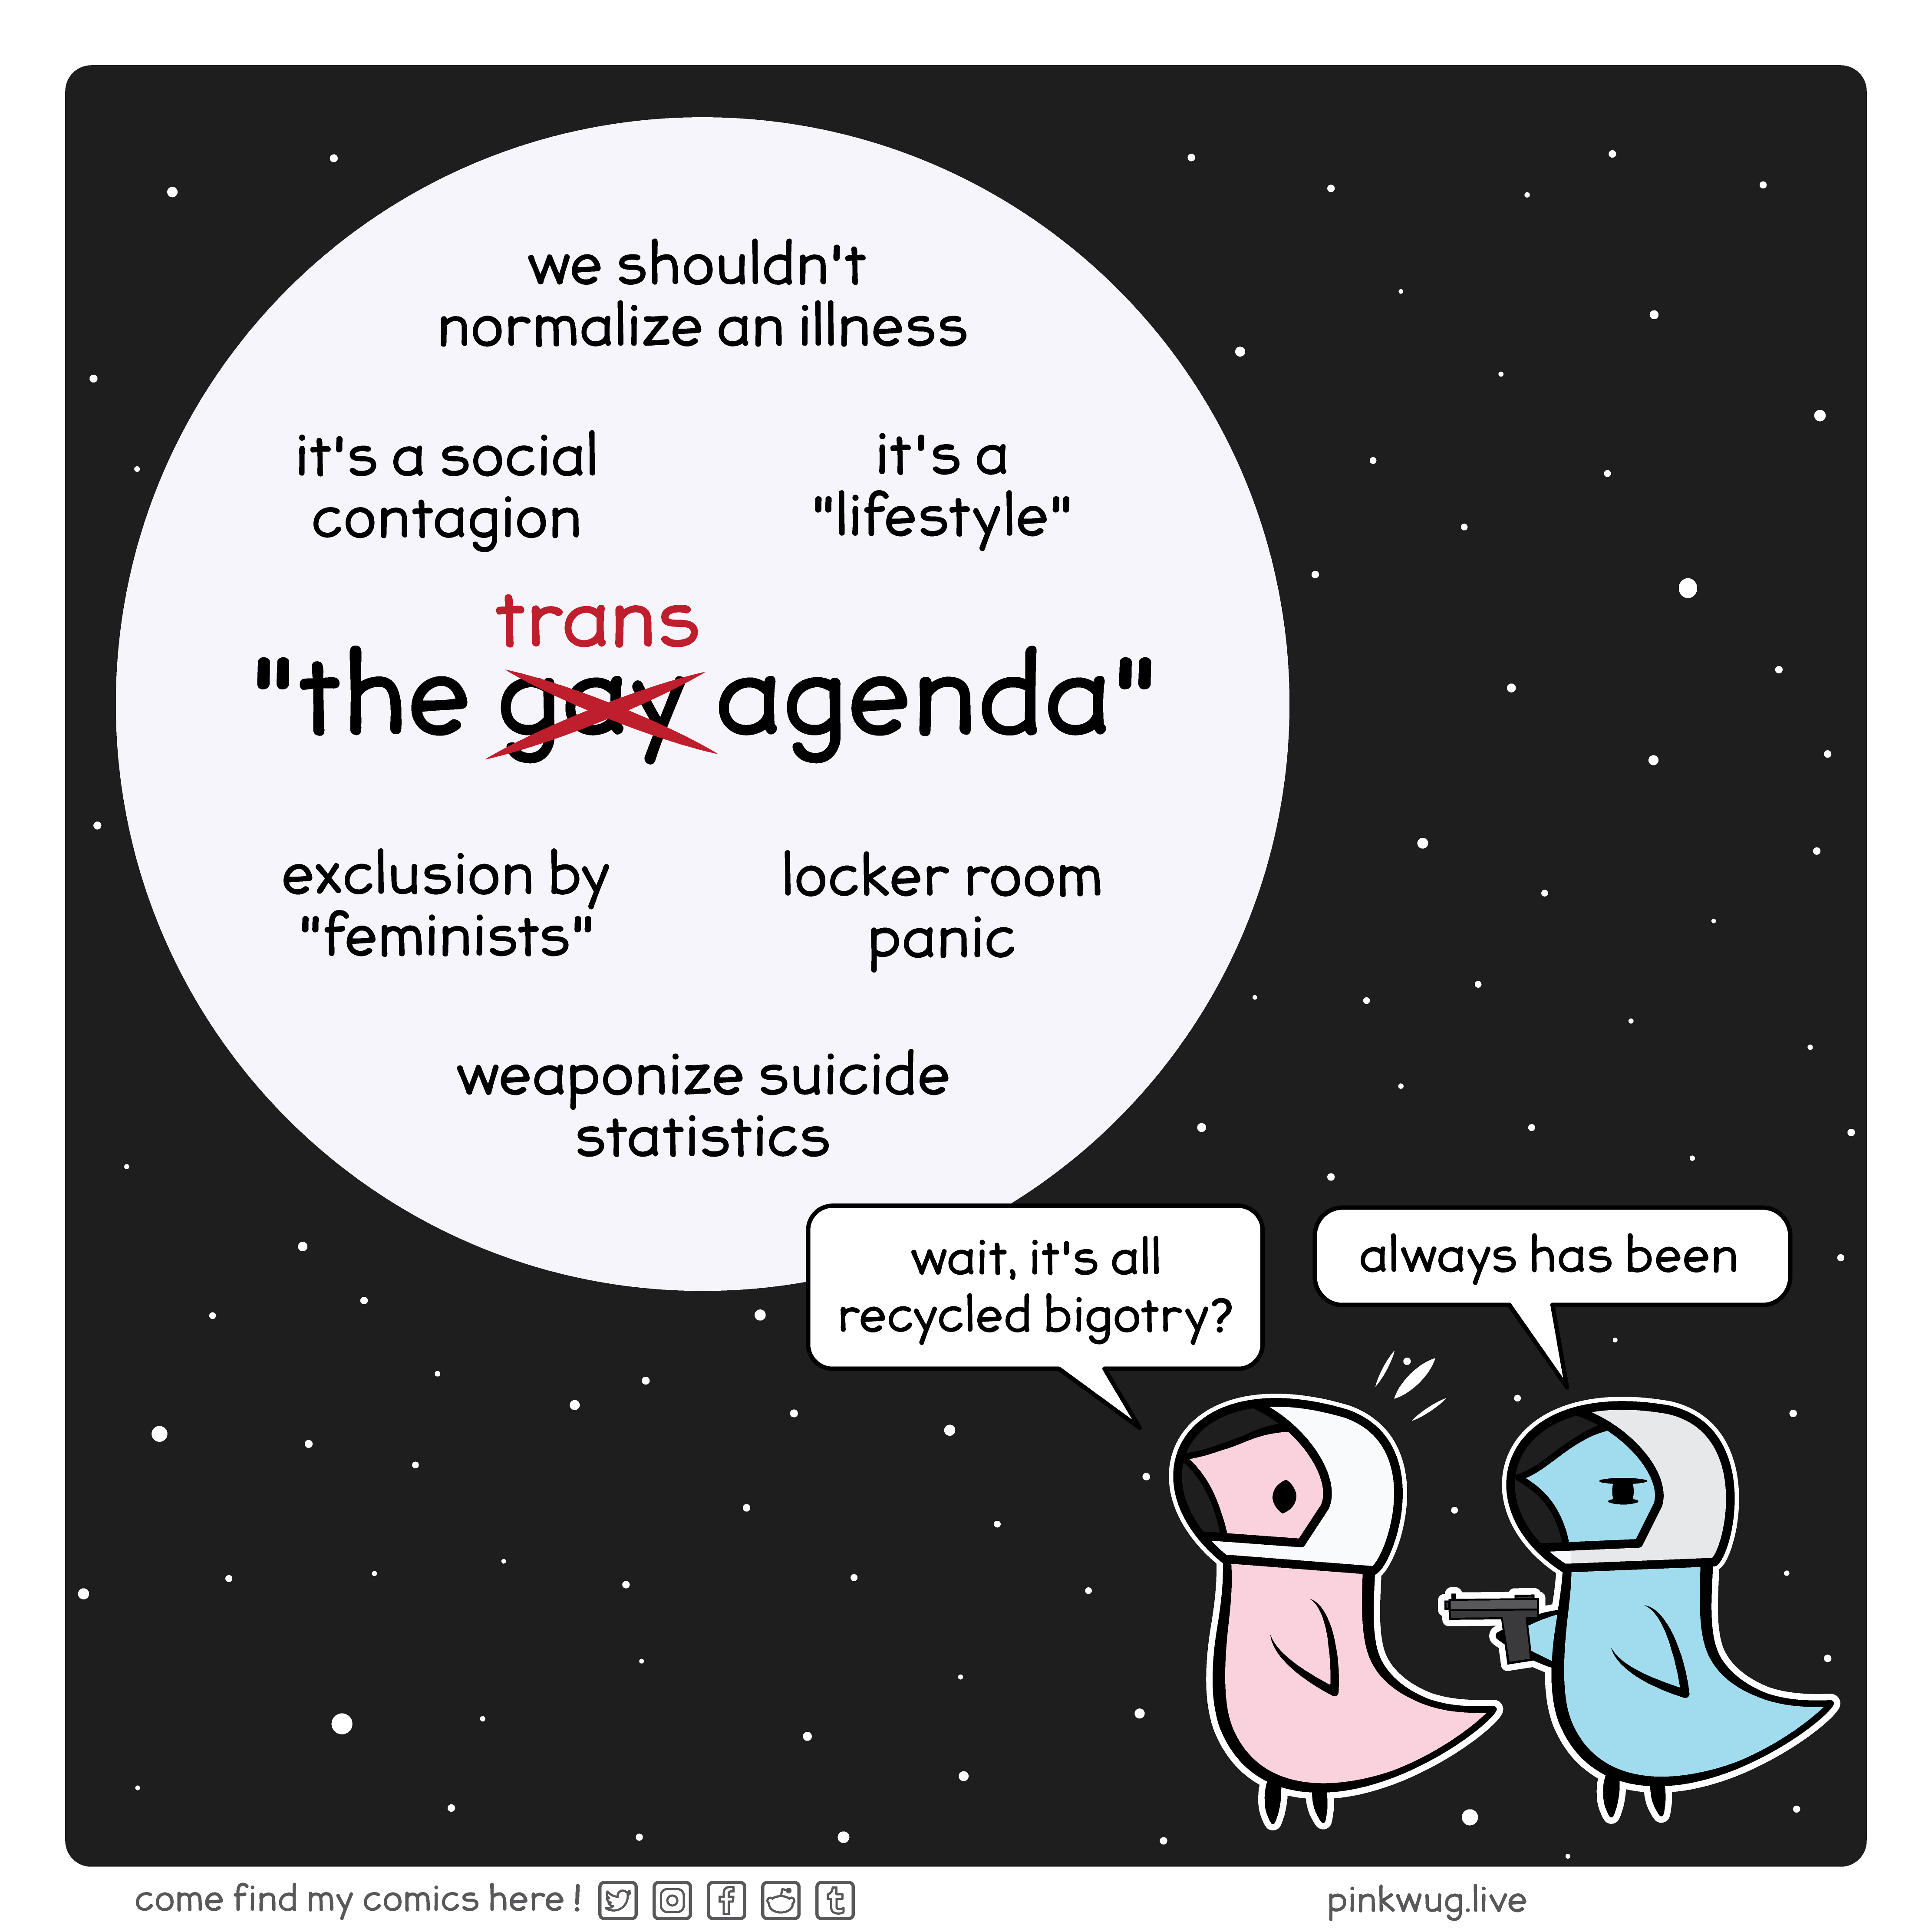 we shouldn't
normalize an illness
it's a social
contagion
it's a
"lifestyle"
trans
"the gay agenda"
exclusion by
"feminists"
locker room
panic
weaponize suicide
statistics
wait, it's all
recycled bigotry?
always has been
come find my comics here!
pinkwug.live